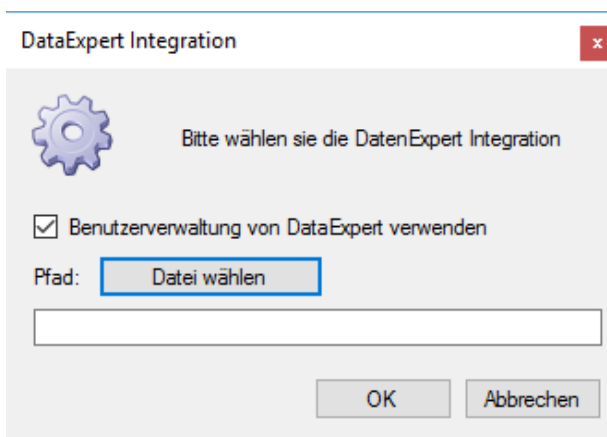 DataExpert Integration
x
Bitte wählen sie die DatenExpert Integration
Benutzerverwaltung von DataExpert verwenden
Pfad: Datei wählen
OK Abbrechen